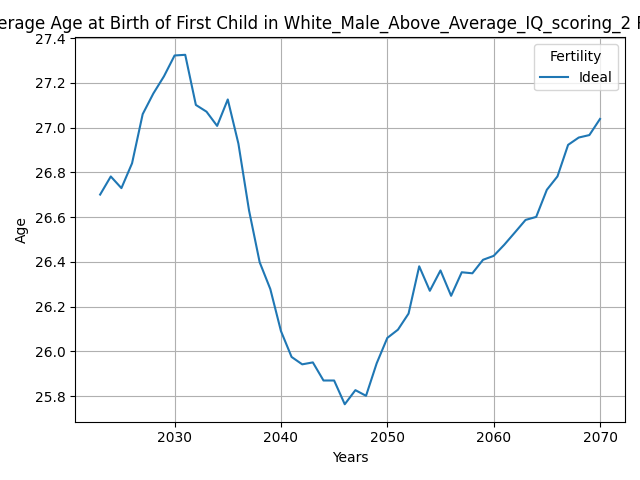 Age at Birth of First Child in White_Male_Above_Average_IQ_scoring_2
Fertility
Ideal
27.4
27.2
27.0
26.8
26.6
26.4
26.2
26.0
25.8
Age
2030 2040 2050 2060 2070
Years